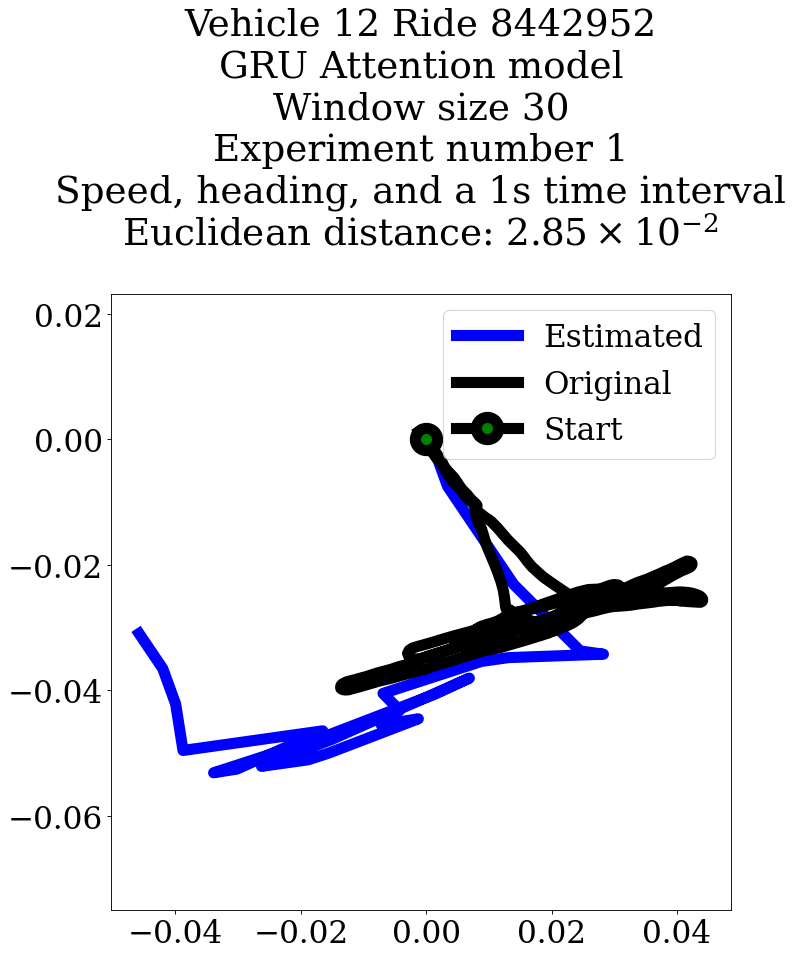 Vehicle 12 Ride 8442952
GRU Attention model
Window size 30
Experiment number 1
Speed, heading, and a 1s time interval
Euclidean distance: 2.85 × 10⁻²
0.02
Estimated
Original
Start
0.00
−0.02
−0.04
−0.06
−0.04 −0.02 0.00 0.02 0.04